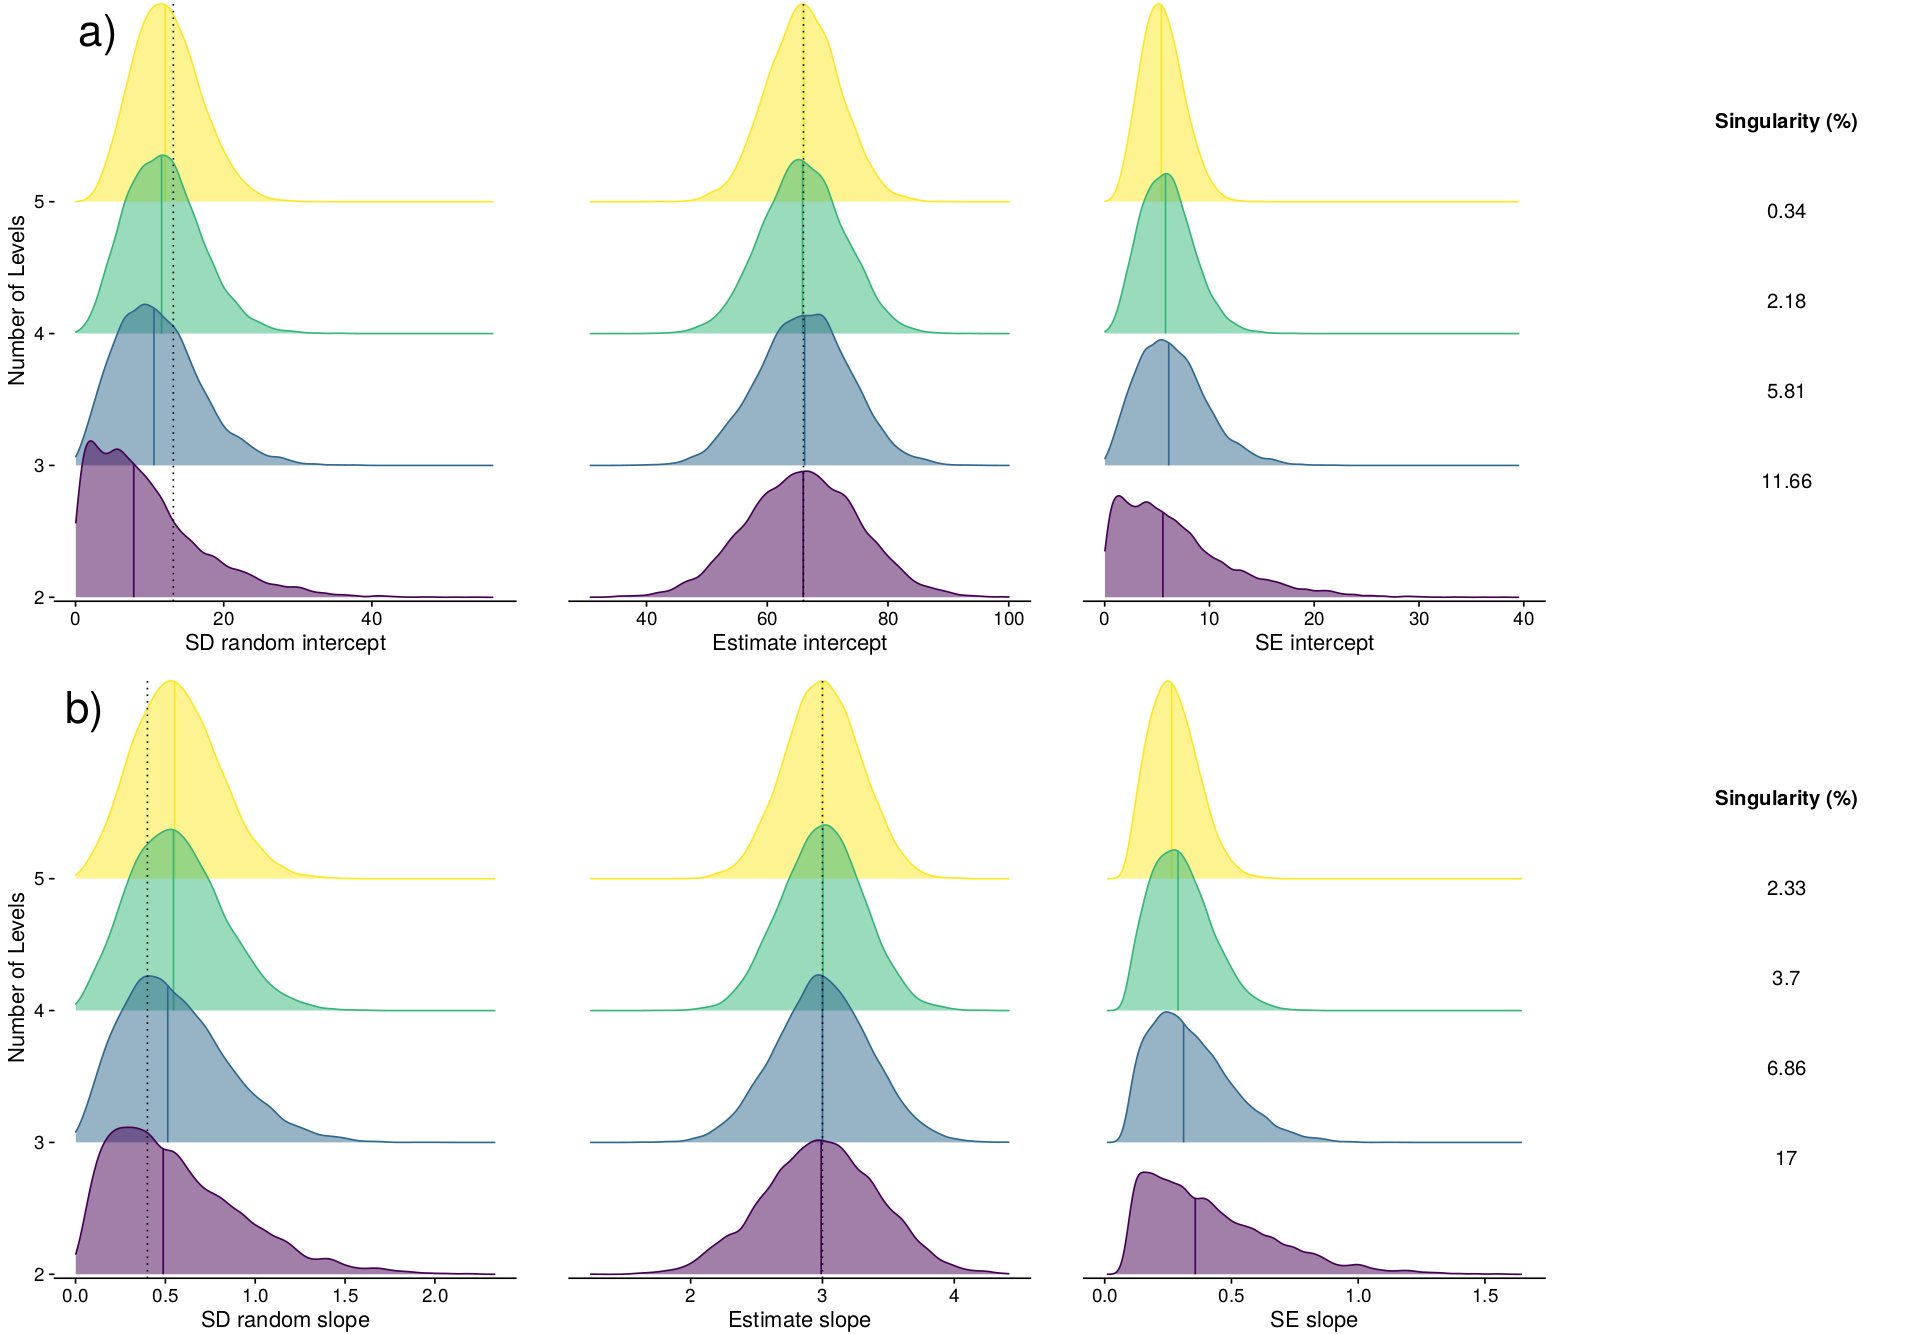 a)
Number of Levels
5
4
3
2
0 20 40
SD random intercept
40 60 80 100
Estimate intercept
0 10 20 30 40
SE intercept
Singularity (%)
0.34
2.18
5.81
11.66
b)
Number of Levels
5
4
3
2
0.0 0.5 1.0 1.5 2.0
SD random slope
2 3 4
Estimate slope
0.0 0.5 1.0 1.5
SE slope
Singularity (%)
2.33
3.7
6.86
17